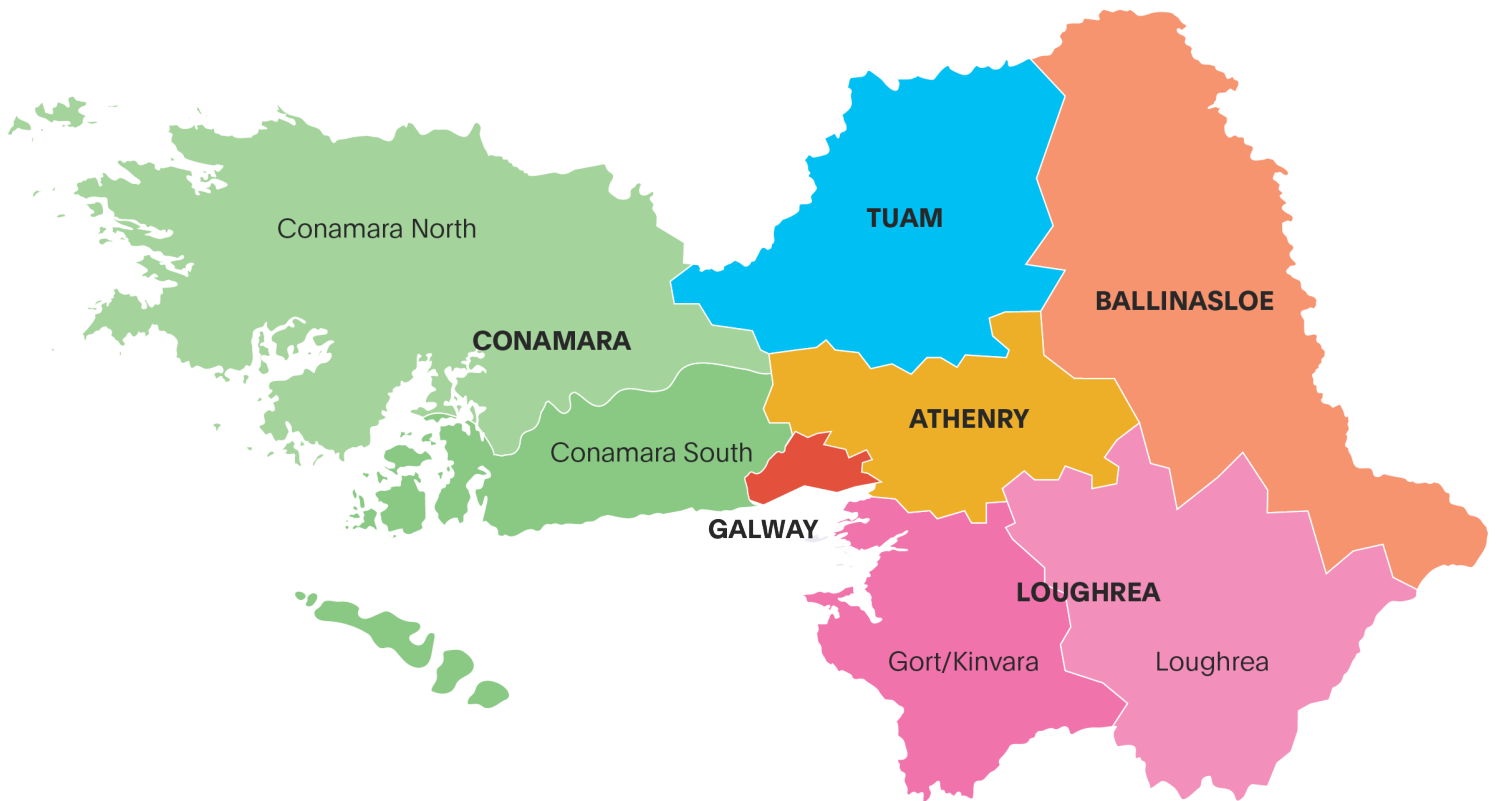 TUAM
Conamara North
BALLINASLOE
CONAMARA
ATHENRY
Conamara South
GALWAY
LOUGHREA
Gort/Kinvara
Loughrea